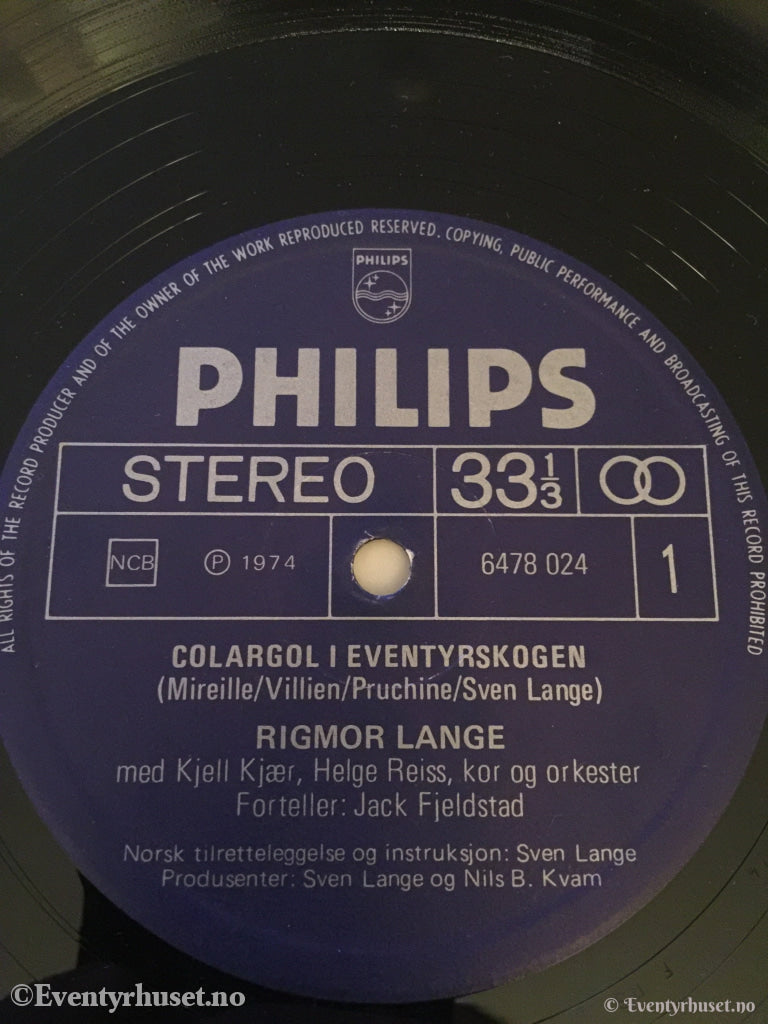 ALL RIGHTS OF THE RECORD PRODUCER AND OF THE OWNER OF THE WORK REPRODUCED RESERVED. COPYING, PUBLIC PERFORMANCE AND BROADCASTING OF THIS RECORD PROHIBITED
PHILIPS
PHILIPS
STEREO 33⅓
NCB Ⓟ 1974 6478 024 1
COLARGOL I EVENTYRSKOGEN
(Mireille/Villien/Pruchine/Sven Lange)
RIGMOR LANGE
med Kjell Kjær, Helge Reiss, kor og orkester
Forteller: Jack Fjeldstad
Norsk tilretteleggelse og instruksjon: Sven Lange
Produsenter: Sven Lange og Nils B. Kvam
©Eventyrhuset.no
© Eventyrhuset.no